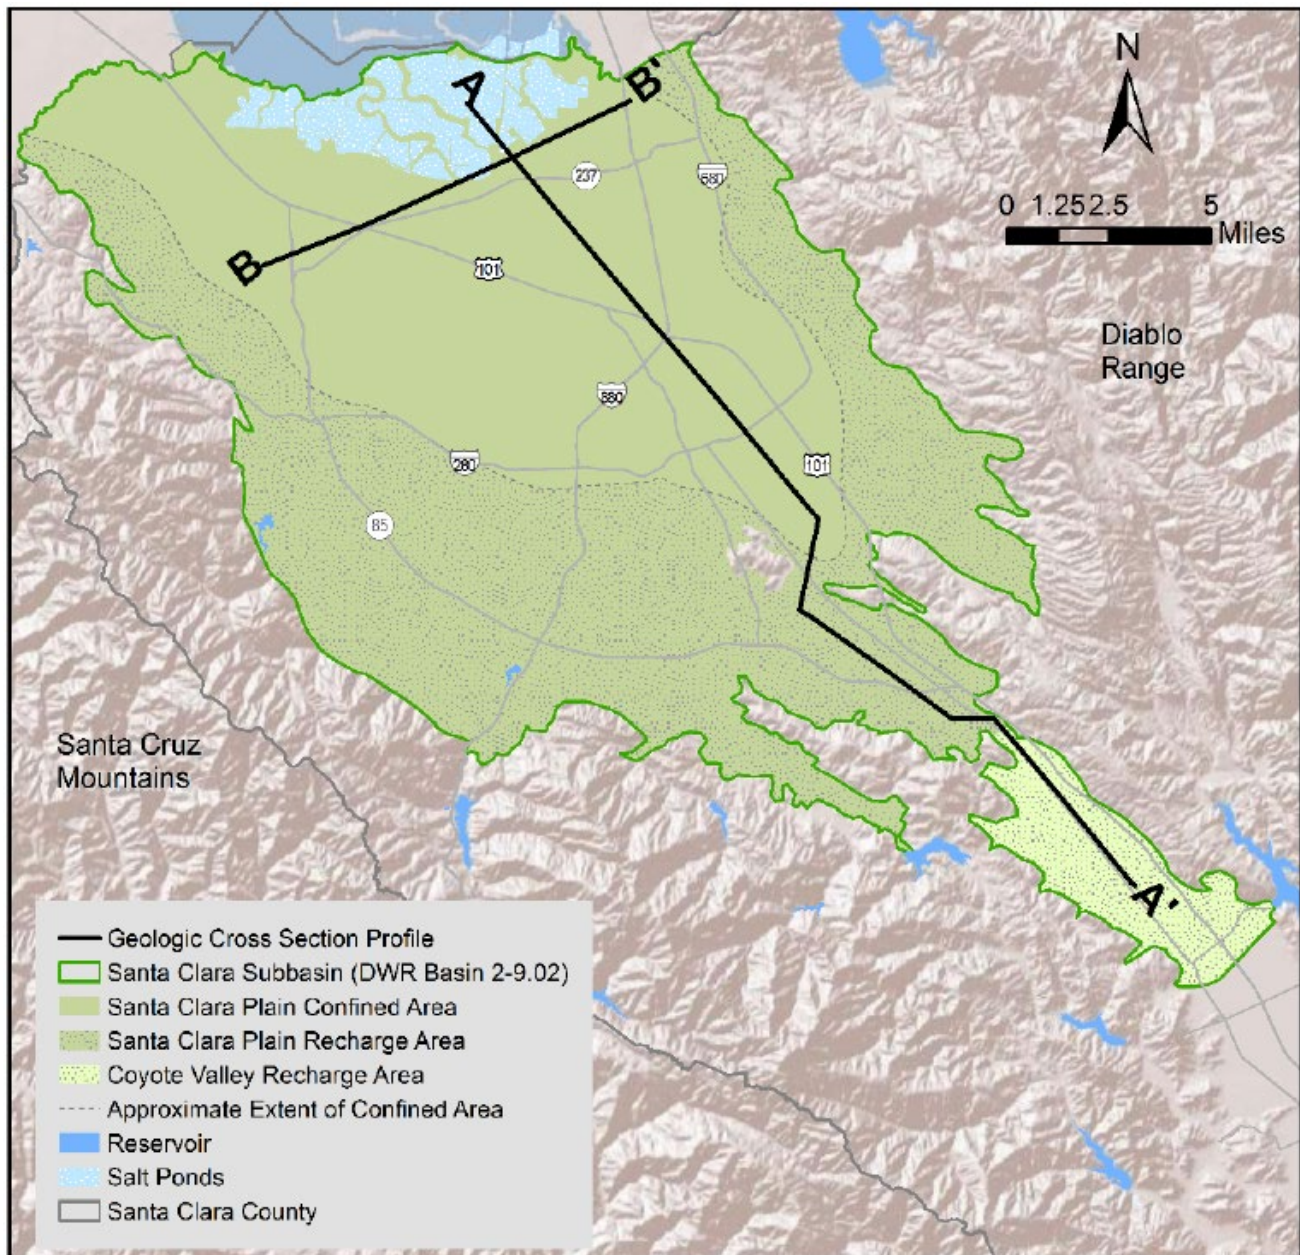 N
A
B'
237
680
0 1.25 2.5 5
Miles
B
101
Diablo
Range
880
280
101
85
Santa Cruz
Mountains
A'
Geologic Cross Section Profile
Santa Clara Subbasin (DWR Basin 2-9.02)
Santa Clara Plain Confined Area
Santa Clara Plain Recharge Area
Coyote Valley Recharge Area
Approximate Extent of Confined Area
Reservoir
Salt Ponds
Santa Clara County